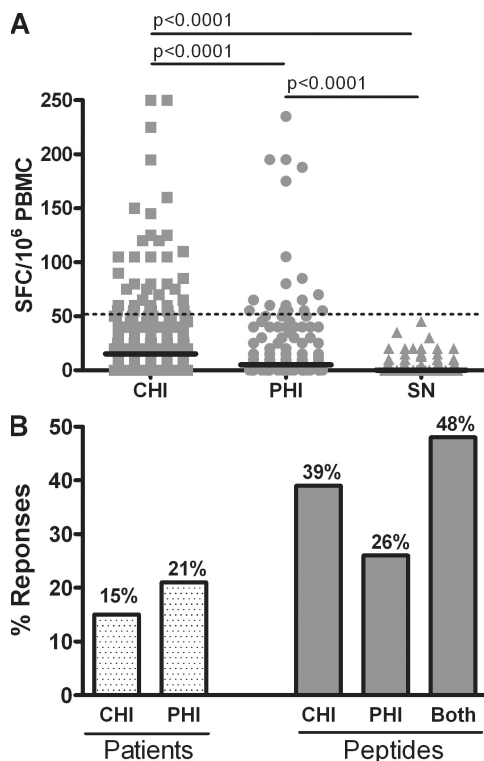 A
p<0.0001
p<0.0001
p<0.0001
SFC/10⁶ PBMC
250
200
150
100
50
0
CHI PHI SN
B
% Reponses
50
40
30
20
10
0
15% 21% 39% 26% 48%
CHI PHI CHI PHI Both
Patients Peptides